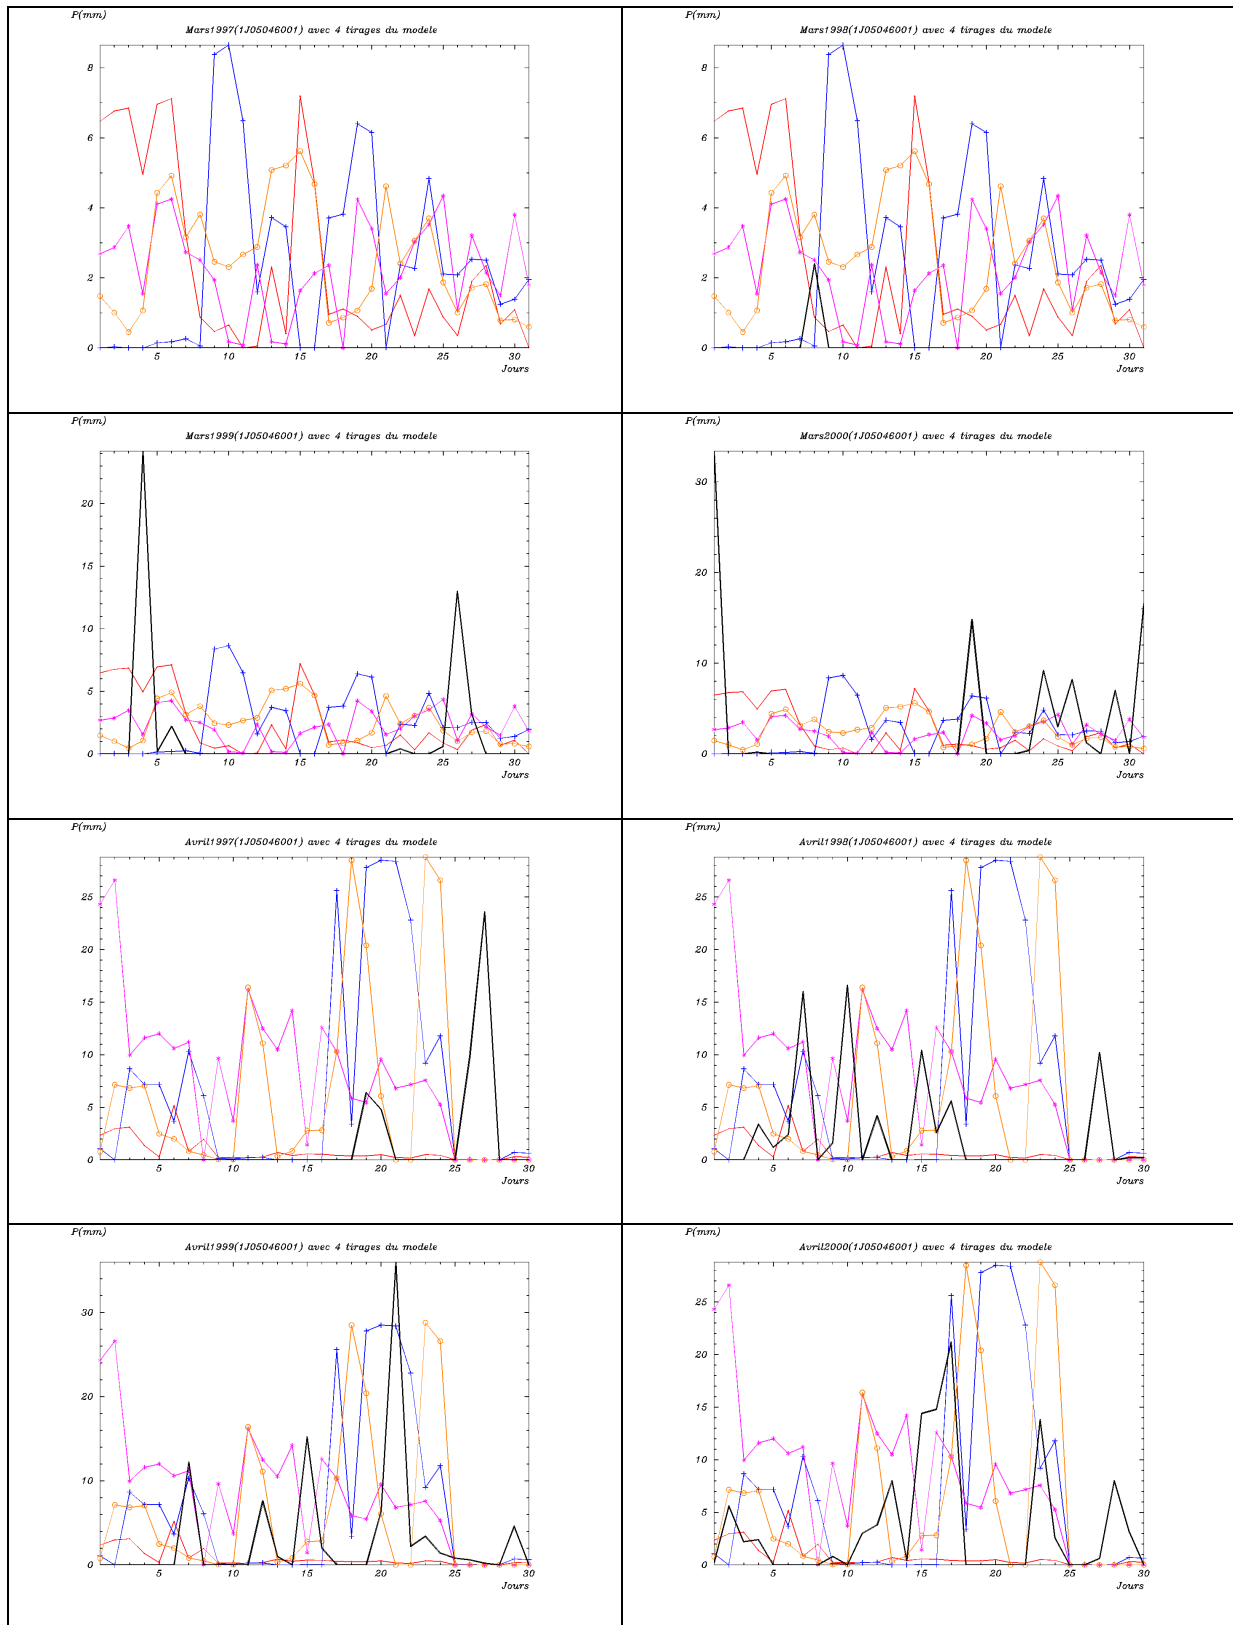 P(mm)
Mars1997(1J05046001) avec 4 tirages du modele
8
6
4
2
0
5 10 15 20 25 30
Jours
P(mm)
Mars1998(1J05046001) avec 4 tirages du modele
8
6
4
2
0
5 10 15 20 25 30
Jours
P(mm)
Mars1999(1J05046001) avec 4 tirages du modele
20
15
10
5
0
5 10 15 20 25 30
Jours
P(mm)
Mars2000(1J05046001) avec 4 tirages du modele
30
20
10
0
5 10 15 20 25 30
Jours
P(mm)
Avril1997(1J05046001) avec 4 tirages du modele
25
20
15
10
5
0
5 10 15 20 25 30
Jours
P(mm)
Avril1998(1J05046001) avec 4 tirages du modele
25
20
15
10
5
0
5 10 15 20 25 30
Jours
P(mm)
Avril1999(1J05046001) avec 4 tirages du modele
30
20
10
0
5 10 15 20 25 30
Jours
P(mm)
Avril2000(1J05046001) avec 4 tirages du modele
25
20
15
10
5
0
5 10 15 20 25 30
Jours